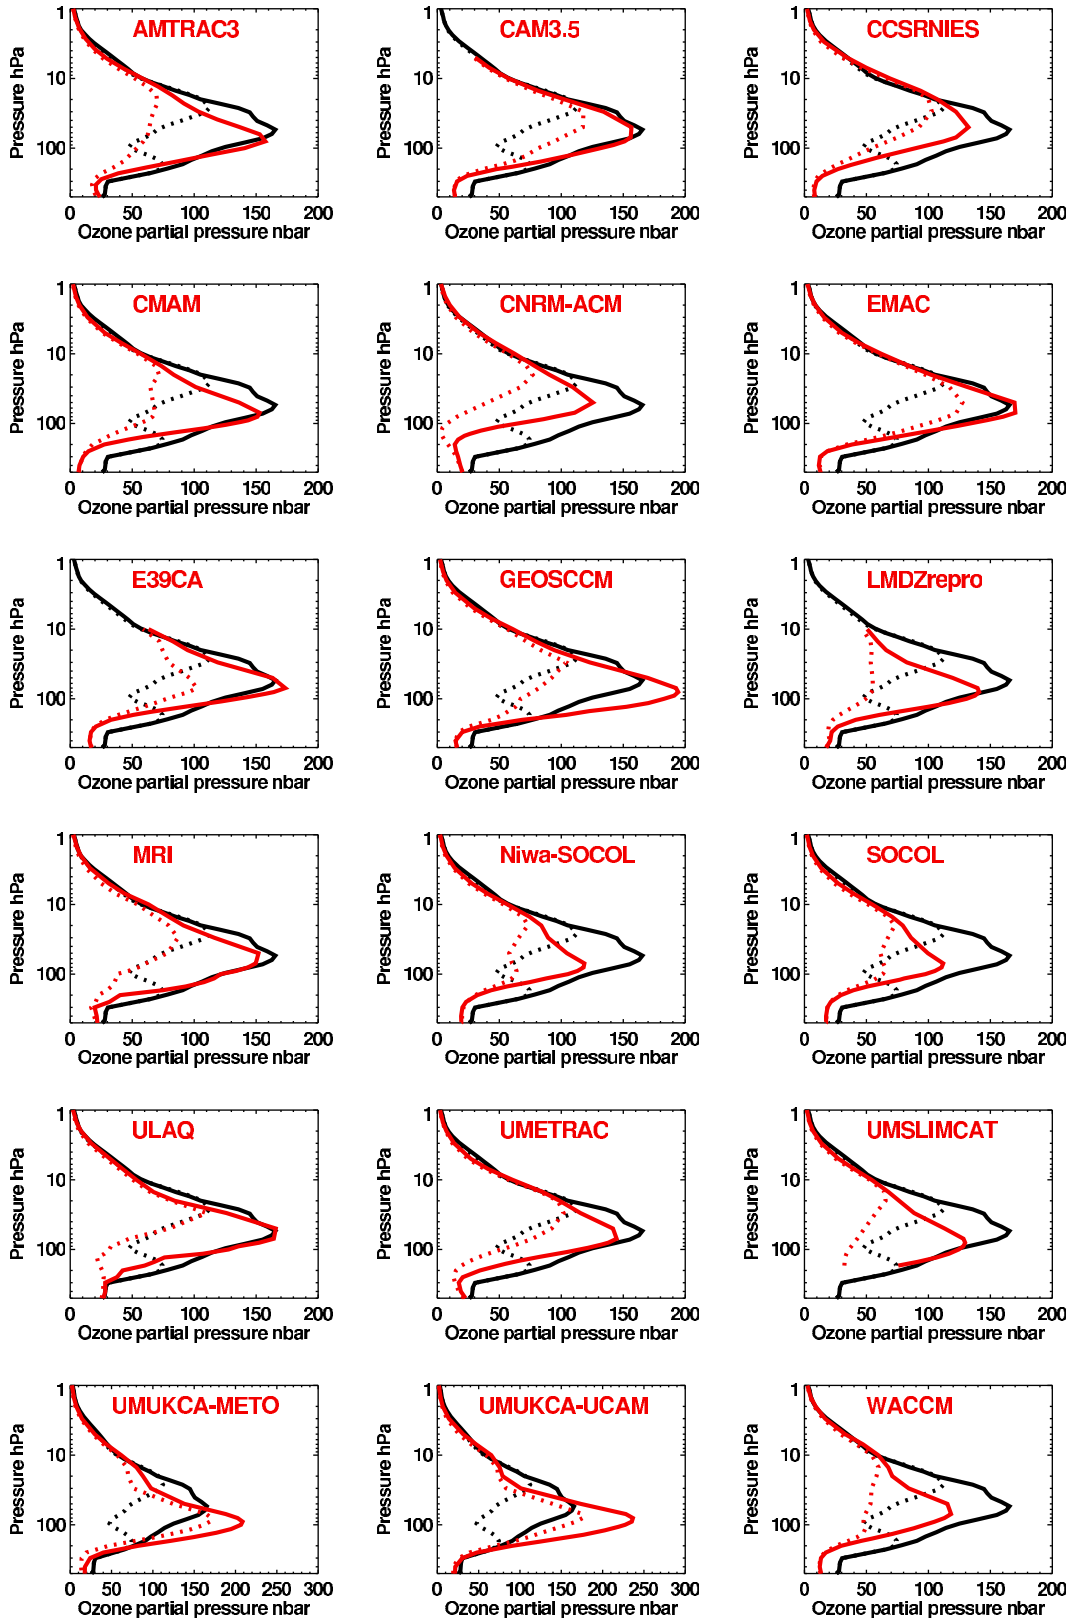 AMTRAC3 CAM3.5 CCSRNIES
Pressure hPa Pressure hPa Pressure hPa
1 1 1
10 10 10
100 100 100
0 50 100 150 200 0 50 100 150 200 0 50 100 150 200
Ozone partial pressure nbar Ozone partial pressure nbar Ozone partial pressure nbar
CMAM CNRM-ACM EMAC
Pressure hPa Pressure hPa Pressure hPa
1 1 1
10 10 10
100 100 100
0 50 100 150 200 0 50 100 150 200 0 50 100 150 200
Ozone partial pressure nbar Ozone partial pressure nbar Ozone partial pressure nbar
E39CA GEOSCCM LMDZrepro
Pressure hPa Pressure hPa Pressure hPa
1 1 1
10 10 10
100 100 100
0 50 100 150 200 0 50 100 150 200 0 50 100 150 200
Ozone partial pressure nbar Ozone partial pressure nbar Ozone partial pressure nbar
MRI Niwa-SOCOL SOCOL
Pressure hPa Pressure hPa Pressure hPa
1 1 1
10 10 10
100 100 100
0 50 100 150 200 0 50 100 150 200 0 50 100 150 200
Ozone partial pressure nbar Ozone partial pressure nbar Ozone partial pressure nbar
ULAQ UMETRAC UMSLIMCAT
Pressure hPa Pressure hPa Pressure hPa
1 1 1
10 10 10
100 100 100
0 50 100 150 200 0 50 100 150 200 0 50 100 150 200
Ozone partial pressure nbar Ozone partial pressure nbar Ozone partial pressure nbar
UMUKCA-METO UMUKCA-UCAM WACCM
Pressure hPa Pressure hPa Pressure hPa
1 1 1
10 10 10
100 100 100
0 50 100 150 200 250 300 0 50 100 150 200 250 300 0 50 100 150 200
Ozone partial pressure nbar Ozone partial pressure nbar Ozone partial pressure nbar